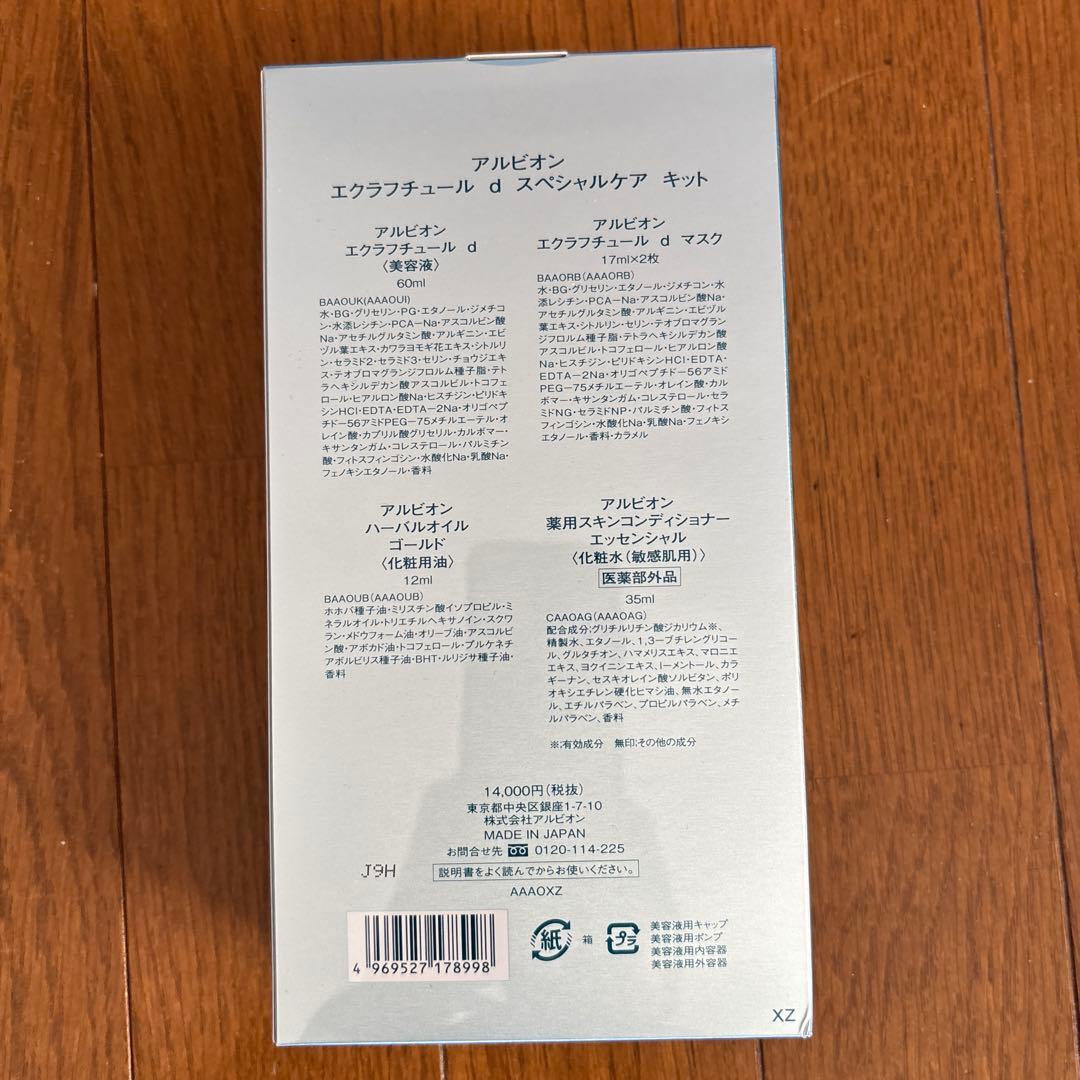 アルビオン
エクラフチュール d スペシャルケア キット
アルビオン
エクラフチュール d
〈美容液〉
60ml
BAAOUK(AAAOUI)
水・BG・グリセリン・PG・エタノール・ジメチコ
ン・水添レシチン・PCA-Na・アスコルビン酸
Na・アセチルグルタミン酸・アルギニン・エビ
ヅル葉エキス・カワラヨモギ花エキス・シトルリ
ン・セラミド2・セラミド3・セリン・チョウジエキ
ス・テオブロマグランジフロルム種子脂・テト
ラヘキシルデカン酸アスコルビル・トコフェ
ロール・ヒアルロン酸Na・ヒスチジン・ピリドキ
シンHCl・EDTA・EDTA-2Na・オリゴペプ
チド-56アミドPEG-75メチルエーテル・オ
レイン酸・カプリル酸グリセリル・カルボマー・
キサンタンガム・コレステロール・パルミチン
酸・フィトスフィンゴシン・水酸化Na・乳酸Na・
フェノキシエタノール・香料
アルビオン
エクラフチュール d マスク
17ml×2枚
BAAORB(AAAORB)
水・BG・グリセリン・エタノール・ジメチコン・水
添レシチン・PCA-Na・アスコルビン酸Na・
アセチルグルタミン酸・アルギニン・エビヅル
葉エキス・シトルリン・セリン・テオブロマグラン
ジフロルム種子脂・テトラヘキシルデカン酸
アスコルビル・トコフェロール・ヒアルロン酸
Na・ヒスチジン・ピリドキシンHCl・EDTA・
EDTA-2Na・オリゴペプチド-56アミド
PEG-75メチルエーテル・オレイン酸・カル
ボマー・キサンタンガム・コレステロール・セラ
ミドNG・セラミドNP・パルミチン酸・フィトス
フィンゴシン・水酸化Na・乳酸Na・フェノキシ
エタノール・香料・カラメル
アルビオン
ハーバルオイル
ゴールド
〈化粧用油〉
12ml
BAAOUB(AAAOUB)
ホホバ種子油・ミリスチン酸イソプロピル・ミ
ネラルオイル・トリエチルヘキサノイン・スクワ
ラン・メドウフォーム油・オリーブ油・アスコルビ
ン酸・アボカド油・トコフェロール・プルケネチ
アボルビリス種子油・BHT・ルリジサ種子油・
香料
アルビオン
薬用スキンコンディショナー
エッセンシャル
〈化粧水(敏感肌用)〉
医薬部外品
35ml
CAAOAG(AAAOAG)
配合成分:グリチルリチン酸ジカリウム※、
精製水、エタノール、1,3-ブチレングリコー
ル、グルタチオン、ハマメリスエキス、マロニエ
エキス、ヨクイニンエキス、l-メントール、カラ
ギーナン、セスキオレイン酸ソルビタン、ポリ
オキシエチレン硬化ヒマシ油、無水エタノー
ル、エチルパラベン、プロピルパラベン、メチ
ルパラベン、香料
※:有効成分 無印:その他の成分
14,000円(税抜)
東京都中央区銀座1-7-10
株式会社アルビオン
MADE IN JAPAN
お問合せ先 0120-114-225
J9H
説明書をよく読んでからお使いください。
AAAOXZ
4 969527 178998
紙 箱
プラ
美容液用キャップ
美容液用ポンプ
美容液用内容器
美容液用外容器
XZ